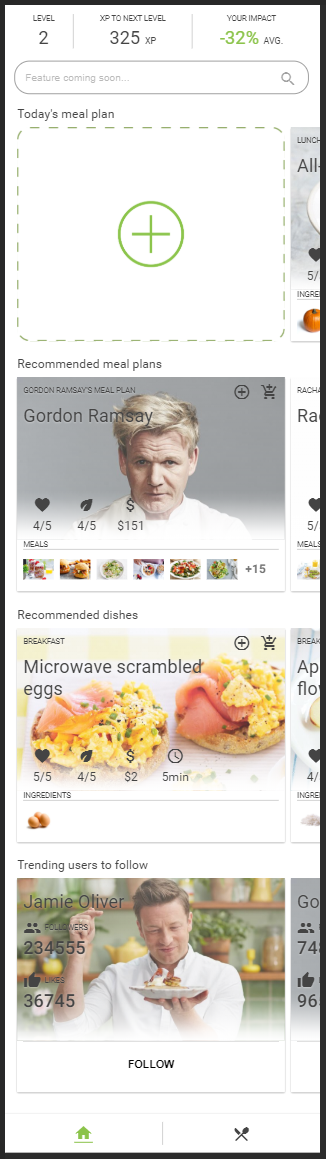 LEVEL
2
XP TO NEXT LEVEL
325 XP
YOUR IMPACT
-32% AVG.
Feature coming soon...
Today's meal plan
LUNCH
All-
5/
INGRE
Recommended meal plans
GORDON RAMSAY'S MEAL PLAN
Gordon Ramsay
4/5
4/5
$151
MEALS
+15
RACHA
Ra
5/
MEALS
Recommended dishes
BREAKFAST
Microwave scrambled
eggs
5/5
4/5
$2
5min
INGREDIENTS
BREAK
Ap
flov
4/
INGRE
Trending users to follow
Jamie Oliver
FOLLOWERS
234555
LIKES
36745
FOLLOW
Go
748
96